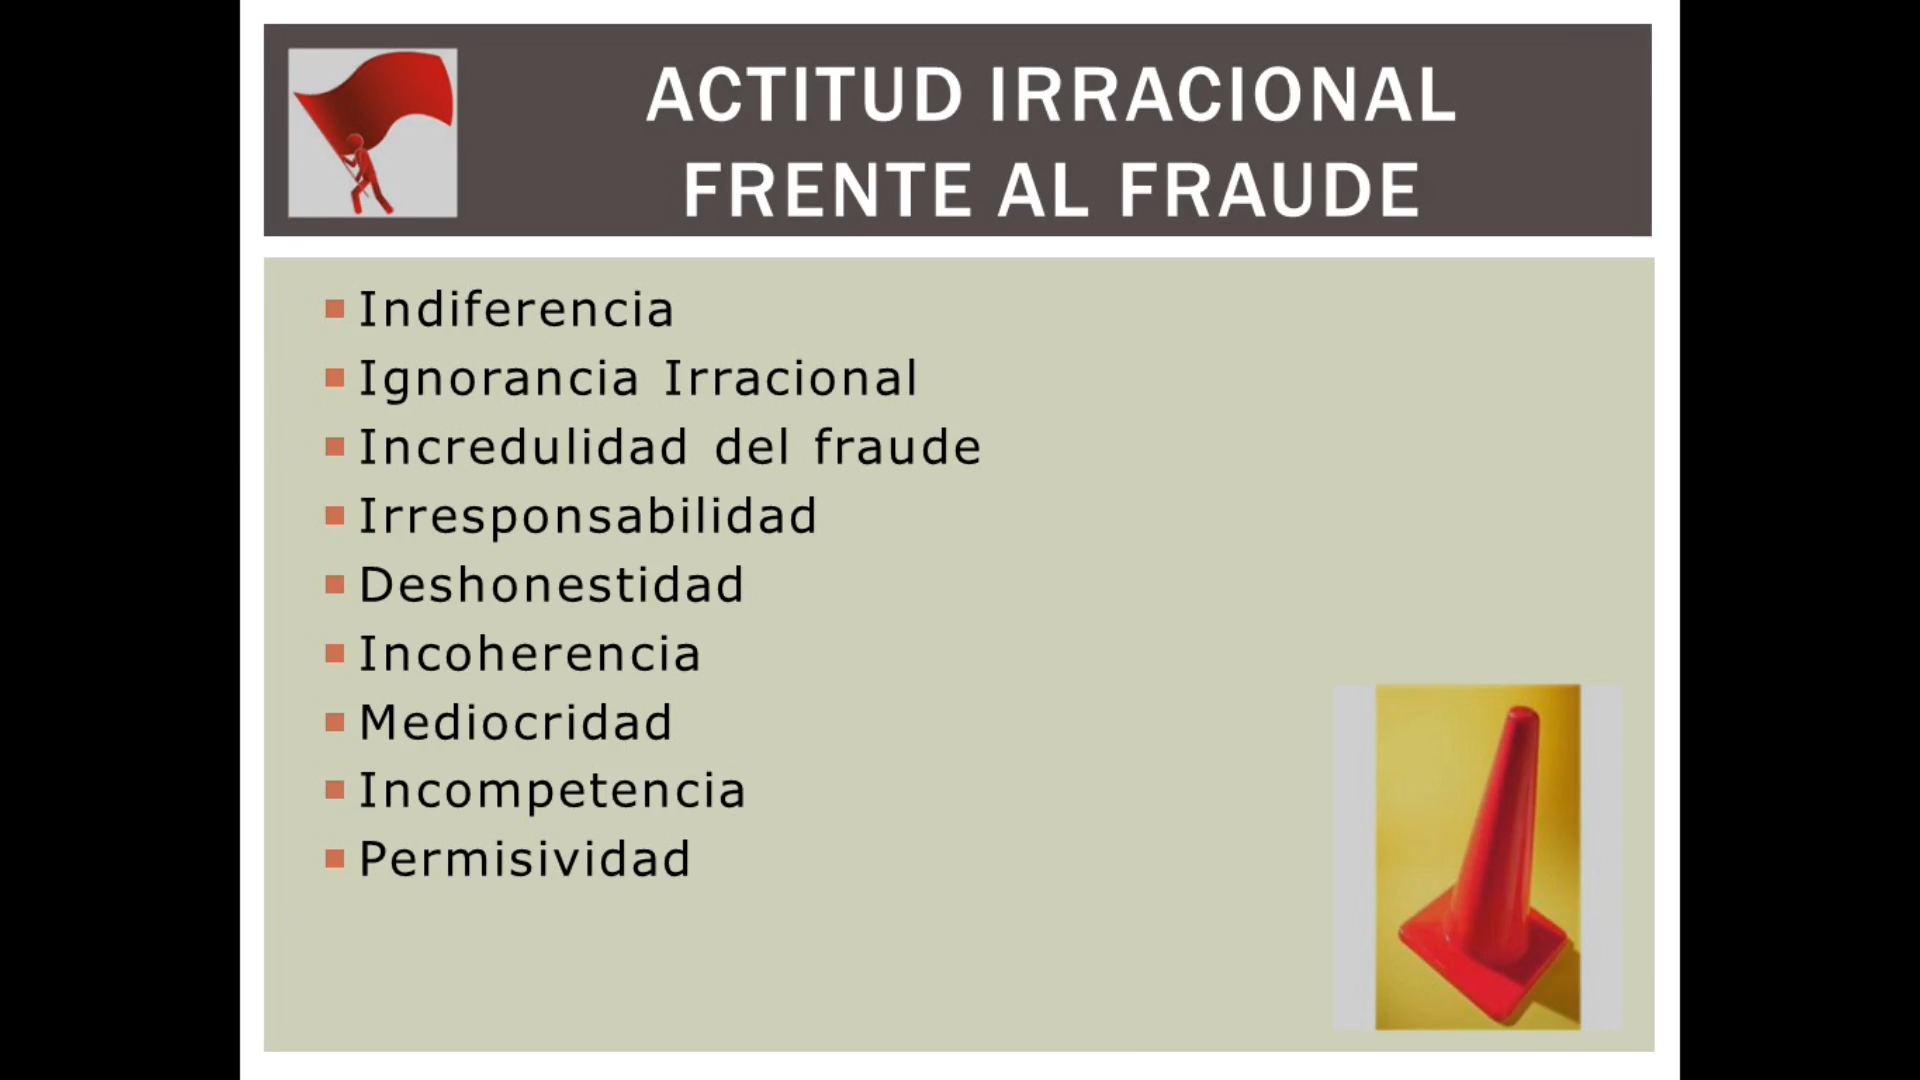 ACTITUD IRRACIONAL
FRENTE AL FRAUDE
Indiferencia
Ignorancia Irracional
Incredulidad del fraude
Irresponsabilidad
Deshonestidad
Incoherencia
Mediocridad
Incompetencia
Permisividad